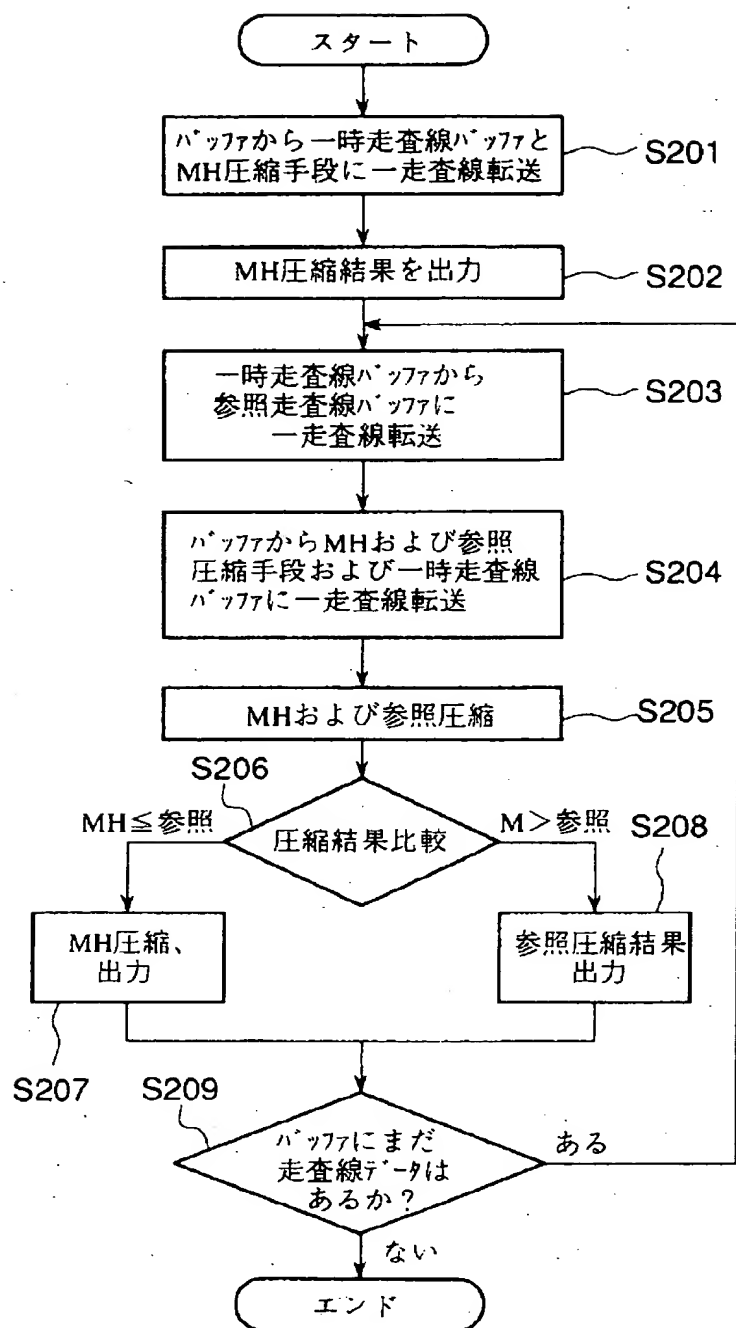 スタート
バッファから一時走査線バッファと
MH圧縮手段に一走査線転送
S201
MH圧縮結果を出力
S202
一時走査線バッファから
参照走査線バッファに
一走査線転送
S203
バッファからMHおよび参照
圧縮手段および一時走査線
バッファに一走査線転送
S204
MHおよび参照圧縮
S205
S206
圧縮結果比較
MH≦参照
M>参照
S208
MH圧縮、
出力
参照圧縮結果
出力
S207
S209
バッファにまだ
走査線データは
あるか?
ある
ない
エンド